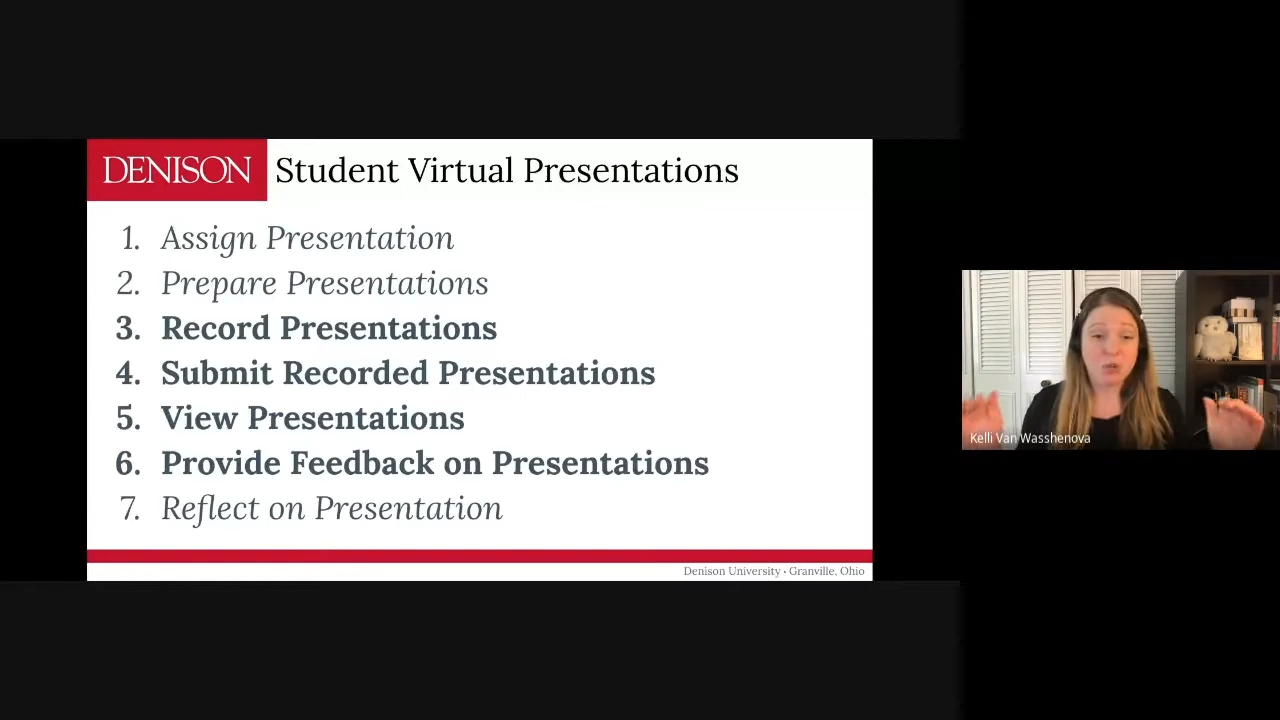 DENISON Student Virtual Presentations
1. Assign Presentation
2. Prepare Presentations
3. Record Presentations
4. Submit Recorded Presentations
5. View Presentations
6. Provide Feedback on Presentations
7. Reflect on Presentation
Denison University · Granville, Ohio
Kelli Van Wasshenova